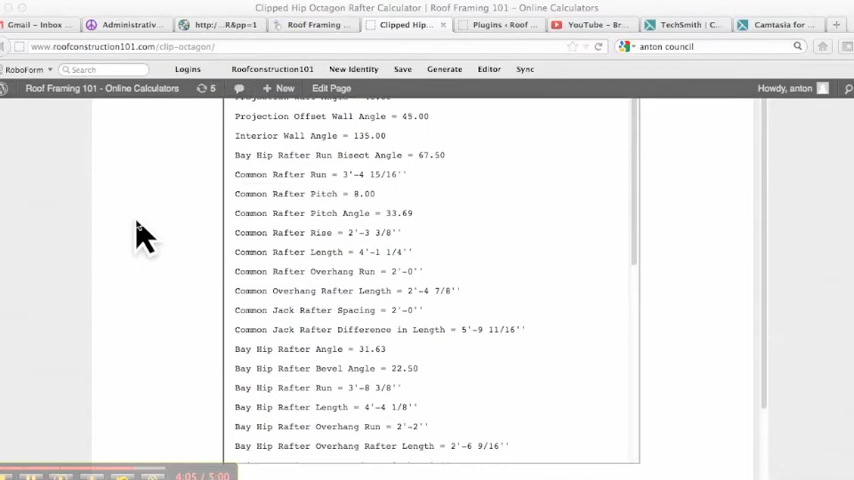 Clipped Hip Octagon Rafter Calculator | Roof Framing 101 - Online Calculators
Gmail - Inbox ...
Administrativ...
http:/...R&pp=1
Roof Framing ...
Clipped Hip...
Plugins ‹ Roof ...
YouTube - Br...
TechSmith | C...
Camtasia for ...
www.roofconstruction101.com/clip-octagon/
anton council
RoboForm
Search
Logins
Roofconstruction101
New Identity
Save
Generate
Editor
Sync
Roof Framing 101 - Online Calculators
5
New
Edit Page
Howdy, anton
Projection Offset Wall Angle = 45.00
Interior Wall Angle = 135.00
Bay Hip Rafter Run Bisect Angle = 67.50
Common Rafter Run = 3'-4 15/16''
Common Rafter Pitch = 8.00
Common Rafter Pitch Angle = 33.69
Common Rafter Rise = 2'-3 3/8''
Common Rafter Length = 4'-1 1/4''
Common Rafter Overhang Run = 2'-0''
Common Overhang Rafter Length = 2'-4 7/8''
Common Jack Rafter Spacing = 2'-0''
Common Jack Rafter Difference in Length = 5'-9 11/16''
Bay Hip Rafter Angle = 31.63
Bay Hip Rafter Bevel Angle = 22.50
Bay Hip Rafter Run = 3'-8 3/8''
Bay Hip Rafter Length = 4'-4 1/8''
Bay Hip Rafter Overhang Run = 2'-2''
Bay Hip Rafter Overhang Rafter Length = 2'-6 9/16''
4:05 / 5:00